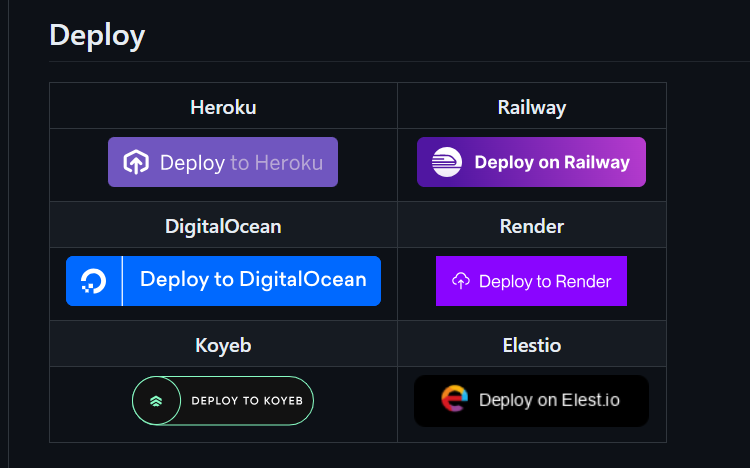 Deploy
Heroku
Railway
Deploy to Heroku
Deploy on Railway
DigitalOcean
Render
Deploy to DigitalOcean
Deploy to Render
Koyeb
Elestio
DEPLOY TO KOYEB
Deploy on Elest.io